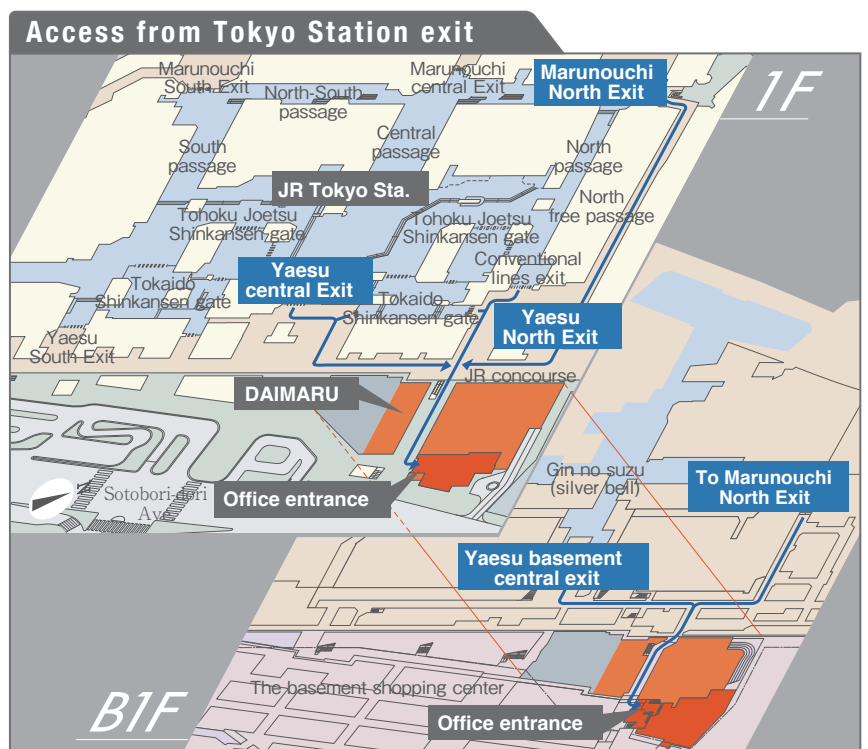 Access from Tokyo Station exit
1F
Marunouchi
South Exit
Marunouchi
central Exit
Marunouchi
North Exit
North-South
passage
South
passage
Central
passage
North
passage
JR Tokyo Sta.
North
free passage
Tohoku Joetsu
Shinkansen gate
Tohoku Joetsu
Shinkansen gate
Conventional
lines exit
Yaesu
central Exit
Tokaido
Shinkansen gate
Tokaido
Shinkansen gate
Yaesu
North Exit
Yaesu
South Exit
JR concourse
DAIMARU
Office entrance
Sotobori-dori
Ave.
Gin no suzu
(silver bell)
To Marunouchi
North Exit
Yaesu basement
central exit
The basement shopping center
Office entrance
B1F